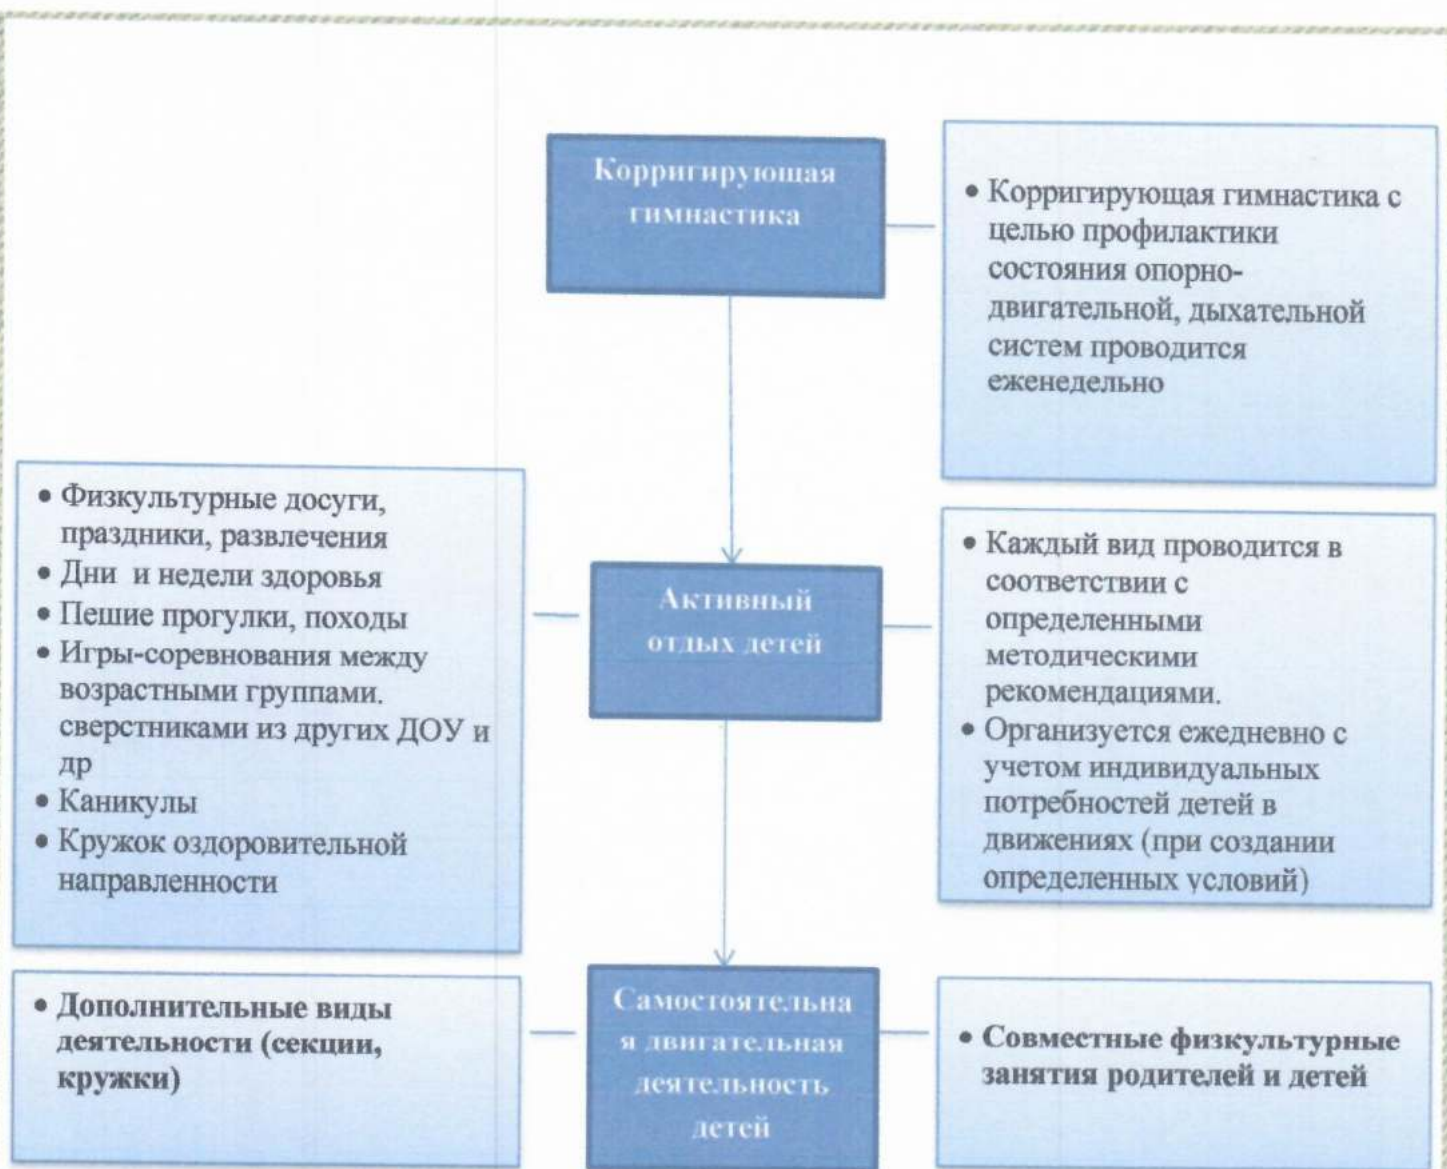 Корригирующая
гимнастика
• Корригирующая гимнастика с
целью профилактики
состояния опорно-
двигательной, дыхательной
систем проводится
еженедельно
• Физкультурные досуги,
праздники, развлечения
• Дни и недели здоровья
• Пешие прогулки, походы
• Игры-соревнования между
возрастными группами.
сверстниками из других ДОУ и
др
• Каникулы
• Кружок оздоровительной
направленности
Активный
отдых детей
• Каждый вид проводится в
соответствии с
определенными
методическими
рекомендациями.
• Организуется ежедневно с
учетом индивидуальных
потребностей детей в
движениях (при создании
определенных условий)
• Дополнительные виды
деятельности (секции,
кружки)
Самостоятельна
я двигательная
деятельность
детей
• Совместные физкультурные
занятия родителей и детей